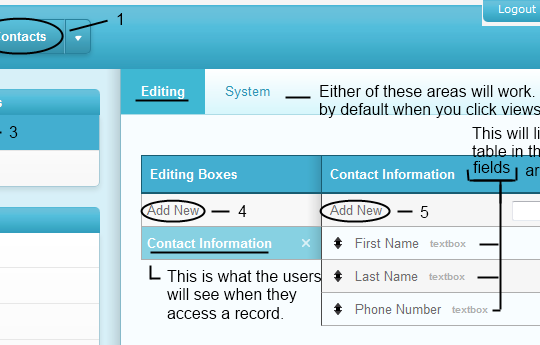 Logout
ontacts
1
s
3
Editing System
Either of these areas will work.
by default when you click views
This will li
table in th
fields ar
Editing Boxes
Contact Information
Add New 4
Add New 5
Contact Information ×
First Name textbox
Last Name textbox
Phone Number textbox
This is what the users
will see when they
access a record.